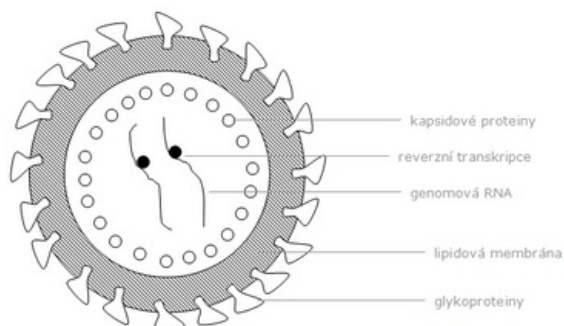 kapsidové proteiny
reverzní transkripce
genomová RNA
lipidová membrána
glykoproteiny